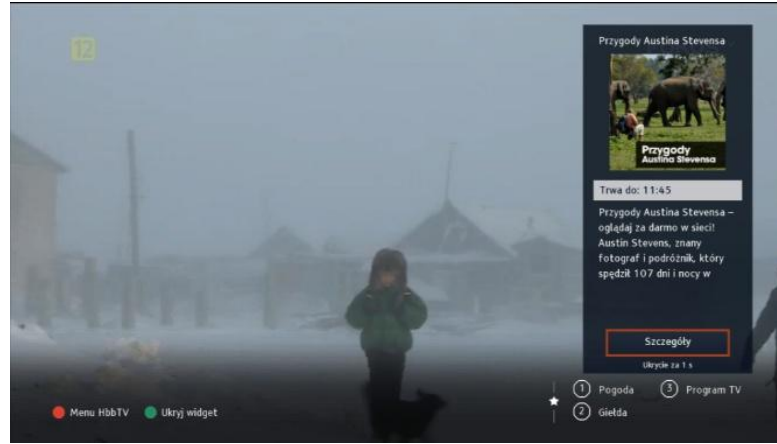 12
Przygody Austina Stevensa
Przygody
Austina Stevensa
Trwa do: 11:45
Przygody Austina Stevensa –
oglądaj za darmo w sieci!
Austin Stevens, znany
fotograf i podróżnik, który
spędził 107 dni i nocy w
Szczegóły
Ukrycie za 1 s
1 Pogoda 3 Program TV
2 Giełda
Menu HbbTV Ukryj widget